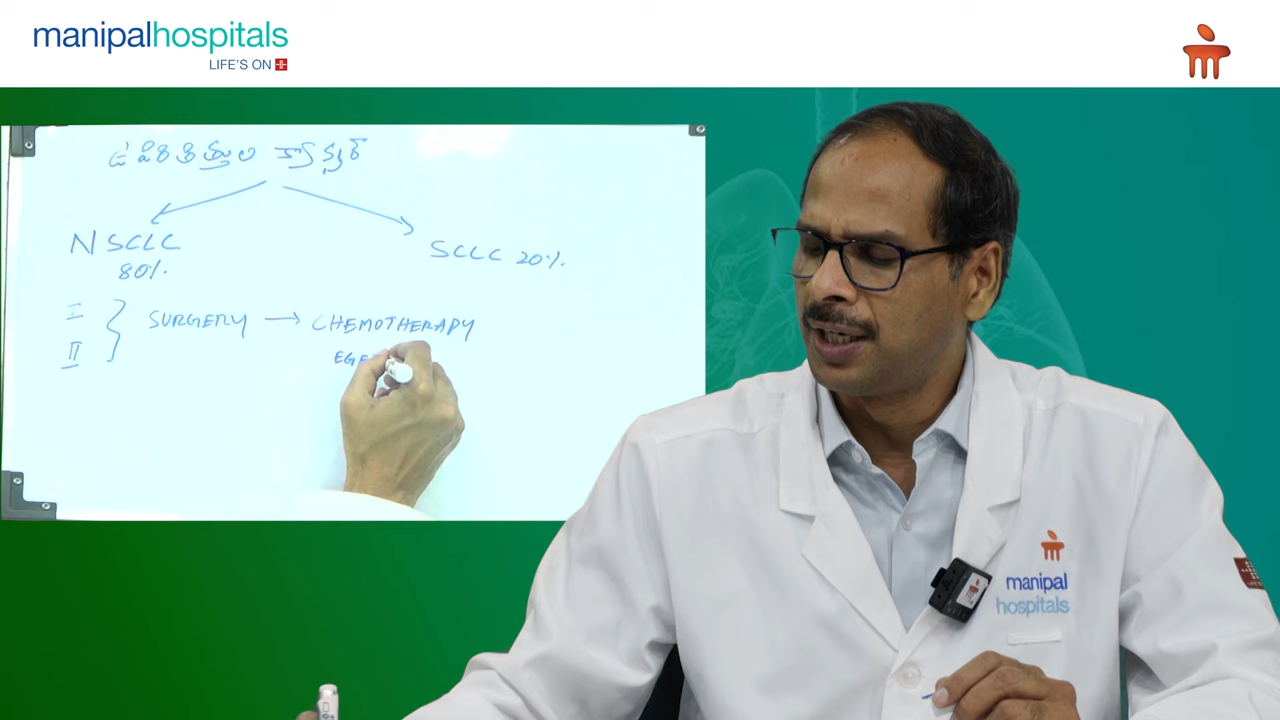 manipalhospitals
LIFE'S ON
ఊపిరితిత్తుల కాన్సర్
NSCLC
80%.
SCLC 20%.
I
II
SURGERY → CHEMOTHERAPY
manipal
hospitals